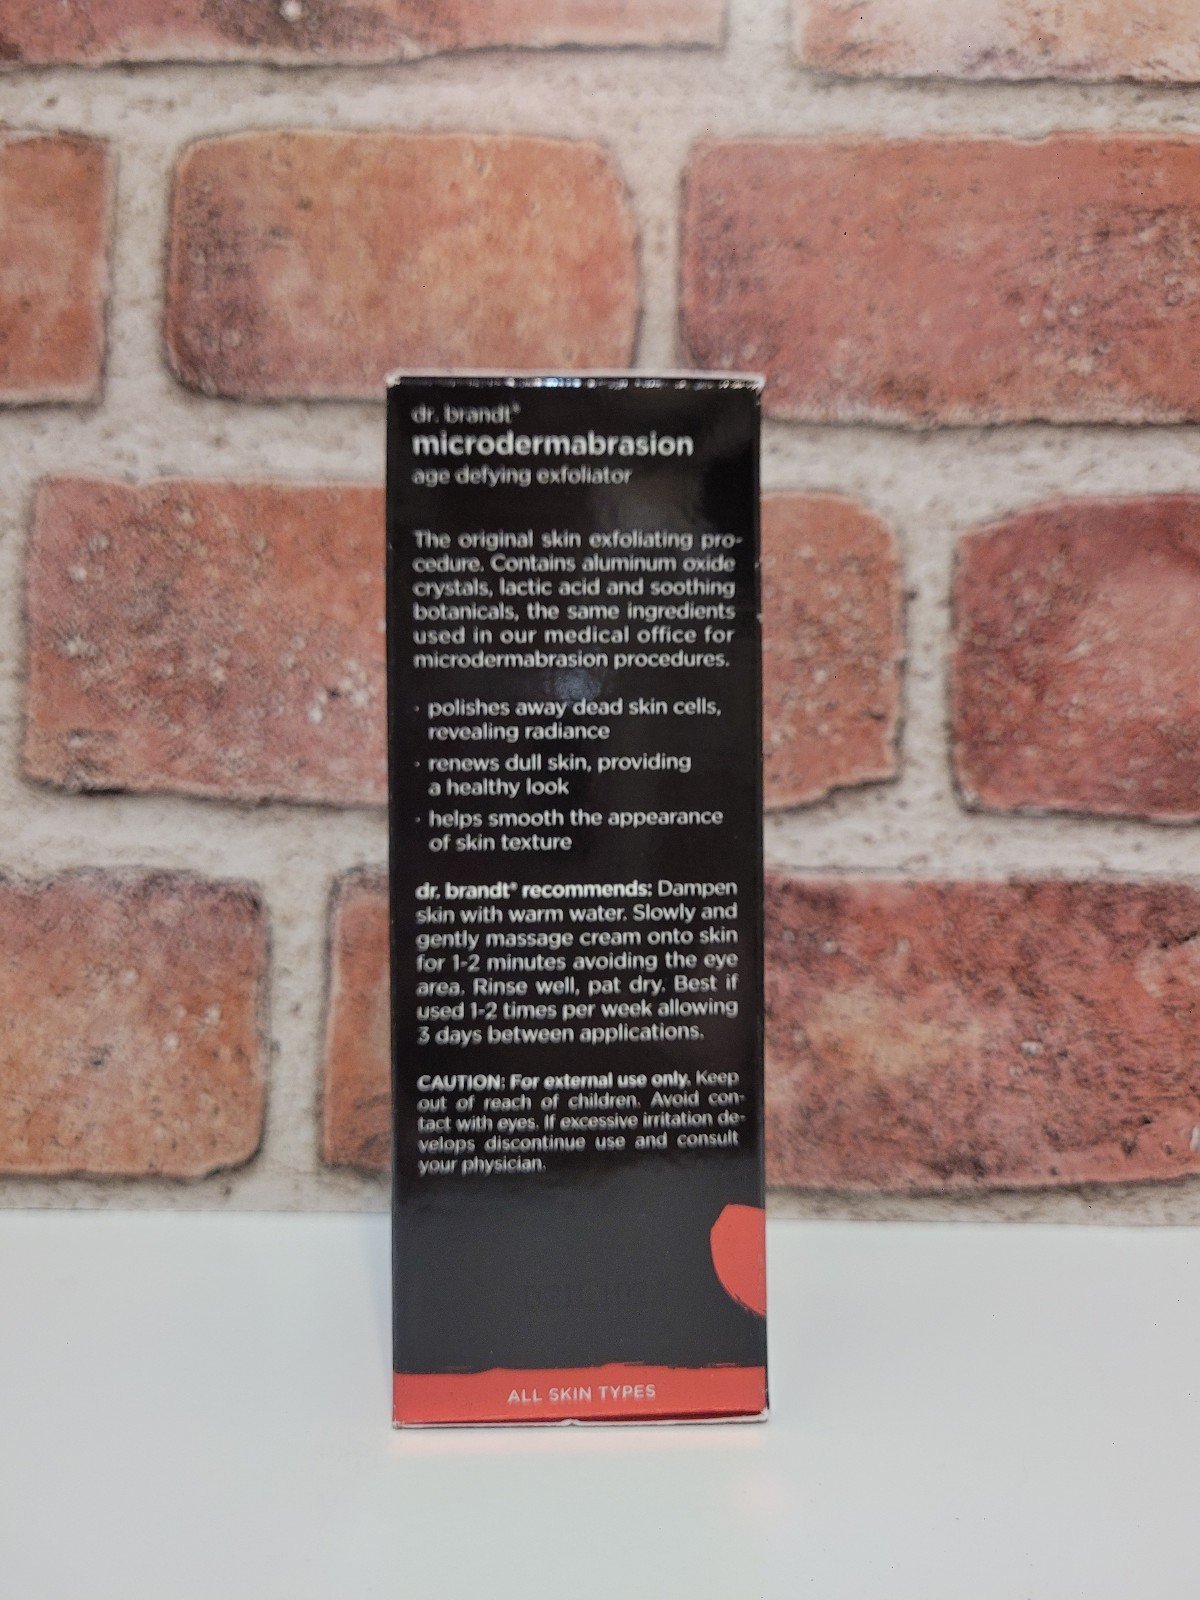 dr. brandt®
microdermabrasion
age defying exfoliator
The original skin exfoliating pro-
cedure. Contains aluminum oxide
crystals, lactic acid and soothing
botanicals, the same ingredients
used in our medical office for
microdermabrasion procedures.
· polishes away dead skin cells,
revealing radiance
· renews dull skin, providing
a healthy look
· helps smooth the appearance
of skin texture
dr. brandt® recommends: Dampen
skin with warm water. Slowly and
gently massage cream onto skin
for 1-2 minutes avoiding the eye
area. Rinse well, pat dry. Best if
used 1-2 times per week allowing
3 days between applications.
CAUTION: For external use only. Keep
out of reach of children. Avoid con-
tact with eyes. If excessive irritation de-
velops discontinue use and consult
your physician.
ALL SKIN TYPES